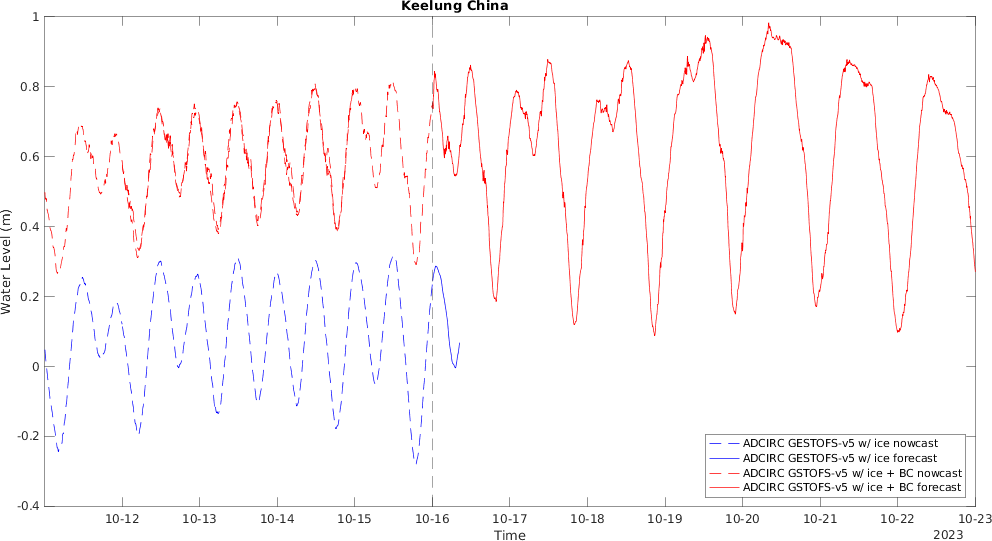 Keelung China
1
0.8
0.6
0.4
0.2
0
-0.2
-0.4
Water Level (m)
ADCIRC GESTOFS-v5 w/ ice nowcast
ADCIRC GESTOFS-v5 w/ ice forecast
ADCIRC GSTOFS-v5 w/ ice + BC nowcast
ADCIRC GSTOFS-v5 w/ ice + BC forecast
10-12 10-13 10-14 10-15 10-16 10-17 10-18 10-19 10-20 10-21 10-22 10-23
Time
2023